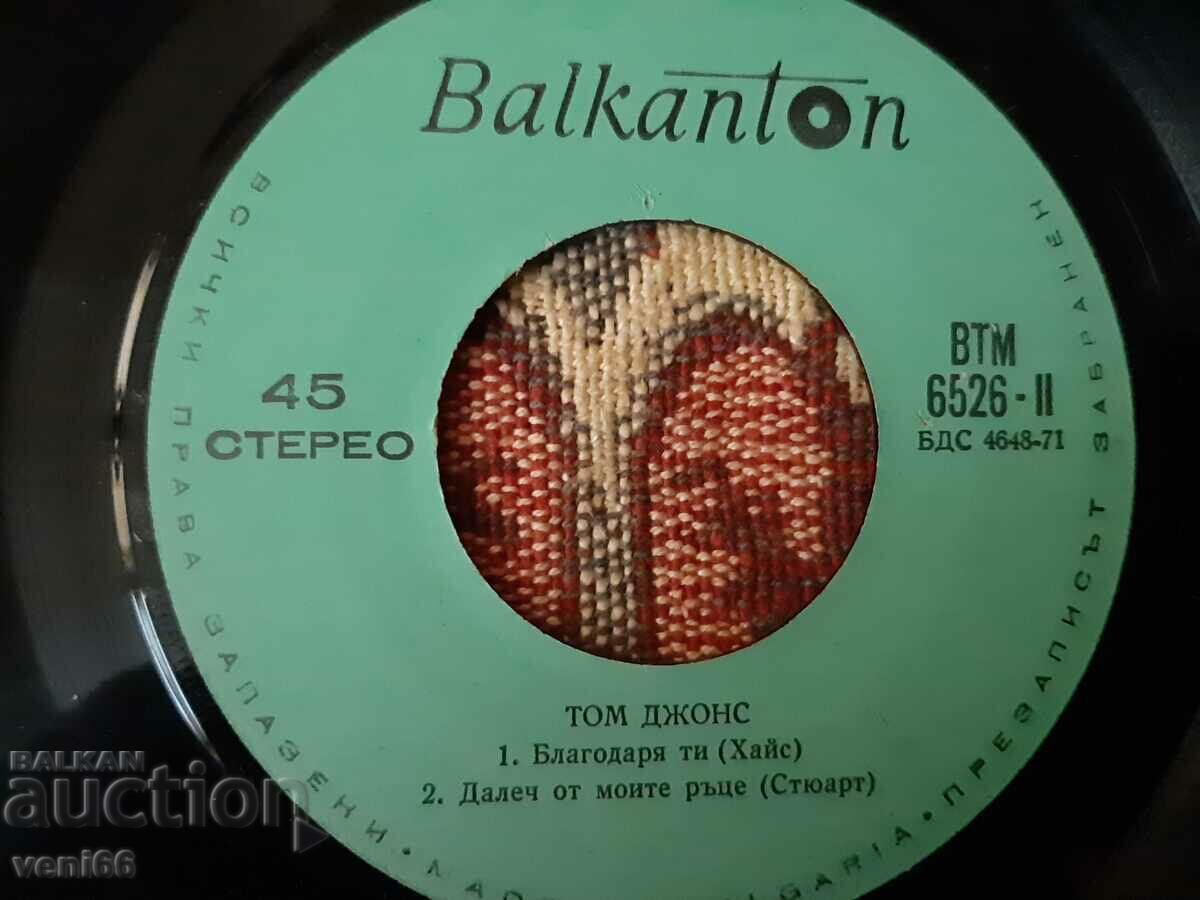 Balkanton
45
СТЕРЕО
ВТМ
6526 - II
БДС 4648-71
ТОМ ДЖОНС
1. Благодаря ти (Хайс)
2. Далеч от моите ръце (Стюарт)
ВСИЧКИ ПРАВА ЗАПАЗЕНИ •
• ПРЕЗАПИСЪТ ЗАБРАНЕН
BALKAN
auction
veni66